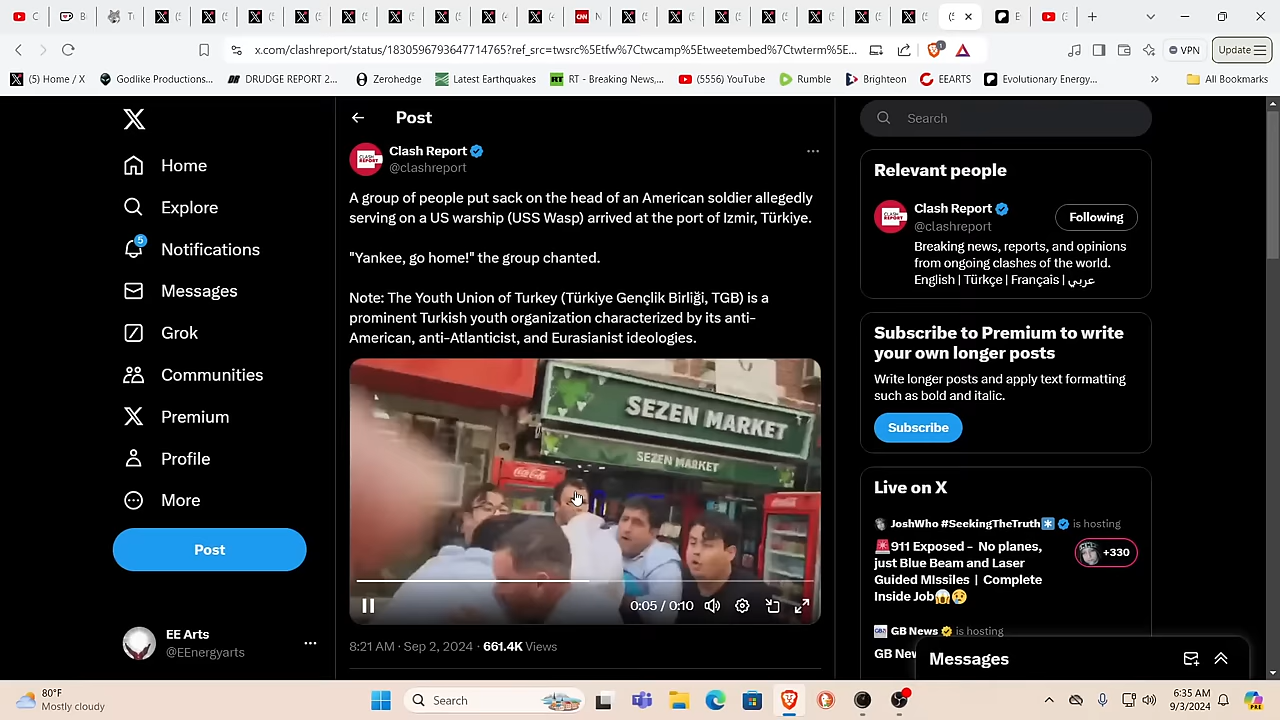 x.com/clashreport/status/1830596793647714765?ref_src=twsrc%5Etfw%7Ctwcamp%5Etweetembed%7Ctwterm%5E...
VPN
Update
(5) Home / X
Godlike Productions...
DRUDGE REPORT 2...
Zerohedge
Latest Earthquakes
RT - Breaking News,...
(5556) YouTube
Rumble
Brighteon
EEARTS
Evolutionary Energy...
All Bookmarks
Home
Explore
5
Notifications
Messages
Grok
Communities
Premium
Profile
More
Post
EE Arts
@EEnergyarts
Post
Clash Report
@clashreport
A group of people put sack on the head of an American soldier allegedly
serving on a US warship (USS Wasp) arrived at the port of Izmir, Türkiye.
"Yankee, go home!" the group chanted.
Note: The Youth Union of Turkey (Türkiye Gençlik Birliği, TGB) is a
prominent Turkish youth organization characterized by its anti-
American, anti-Atlanticist, and Eurasianist ideologies.
SEZEN MARKET
SEZEN MARKET
Coca-Cola
0:05 / 0:10
8:21 AM · Sep 2, 2024 · 661.4K Views
Search
Relevant people
CLASH REPORT
Clash Report
@clashreport
Following
Breaking news, reports, and opinions
from ongoing clashes of the world.
English | Türkçe | Français | عربي
Subscribe to Premium to write
your own longer posts
Write longer posts and apply text formatting
such as bold and italic.
Subscribe
Live on X
JoshWho #SeekingTheTruth is hosting
911 Exposed - No planes,
just Blue Beam and Laser
Guided MIssiles | Complete
Inside Job
+330
GB News is hosting
GB New
Messages
80°F
Mostly cloudy
Search
6:35 AM
9/3/2024